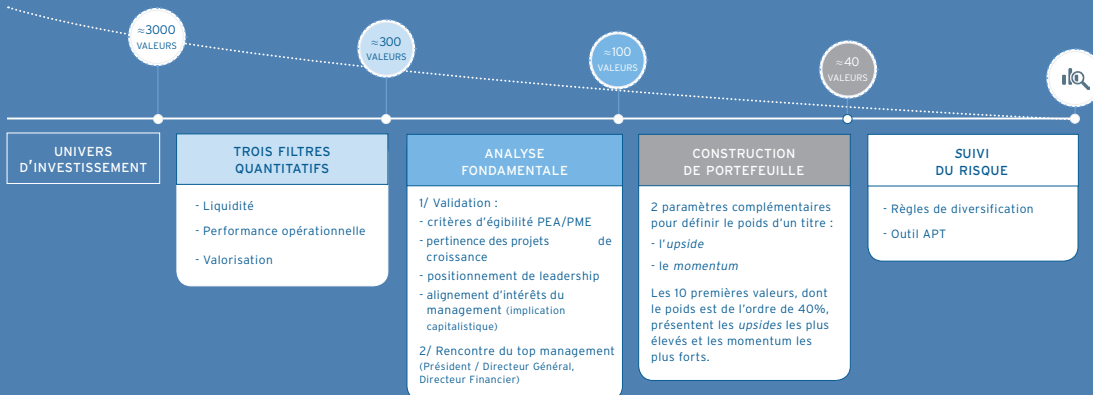 ≈3000
VALEURS
≈300
VALEURS
≈100
VALEURS
≈40
VALEURS
UNIVERS
D'INVESTISSEMENT
TROIS FILTRES
QUANTITATIFS
- Liquidité
- Performance opérationnelle
- Valorisation
ANALYSE
FONDAMENTALE
1/ Validation :
- critères d'égibilité PEA/PME
- pertinence des projets de
croissance
- positionnement de leadership
- alignement d'intérêts du
management (implication
capitalistique)
2/ Rencontre du top management
(Président / Directeur Général,
Directeur Financier)
CONSTRUCTION
DE PORTEFEUILLE
2 paramètres complémentaires
pour définir le poids d'un titre :
- l'upside
- le momentum
Les 10 premières valeurs, dont
le poids est de l'ordre de 40%,
présentent les upsides les plus
élevés et les momentum les
plus forts.
SUIVI
DU RISQUE
- Règles de diversification
- Outil APT